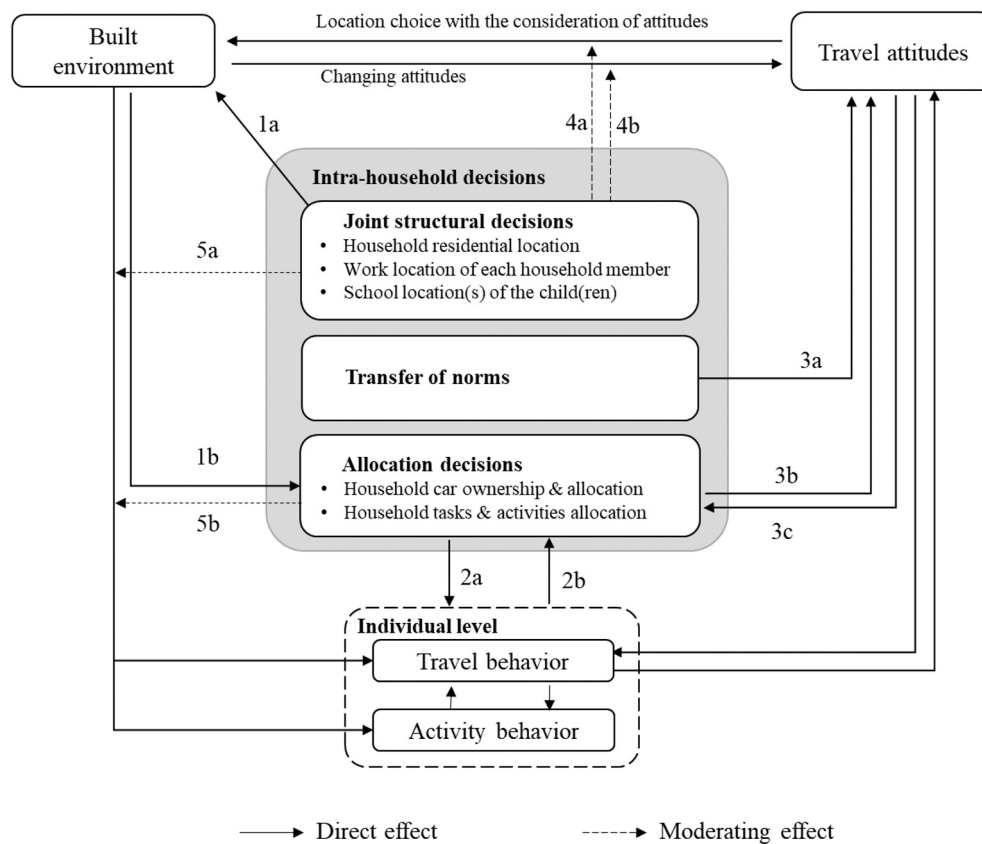 Location choice with the consideration of attitudes
Built
environment
Travel attitudes
Changing attitudes
1a
4a
4b
Intra-household decisions
Joint structural decisions
• Household residential location
• Work location of each household member
• School location(s) of the child(ren)
5a
Transfer of norms
3a
1b
Allocation decisions
• Household car ownership & allocation
• Household tasks & activities allocation
3b
5b
3c
2a
2b
Individual level
Travel behavior
Activity behavior
Direct effect
Moderating effect